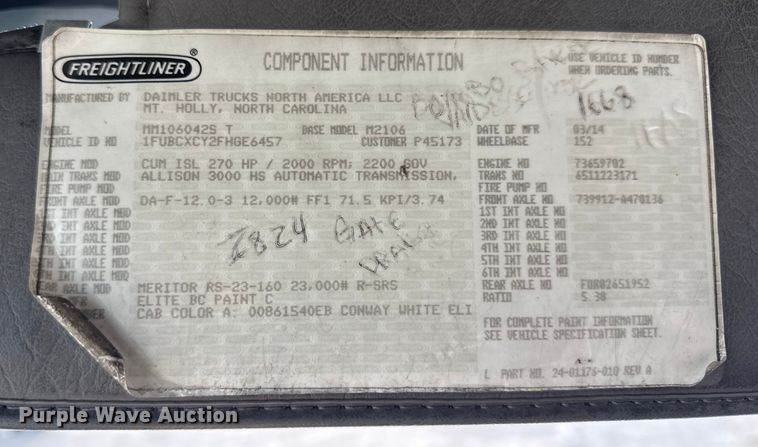 FREIGHTLINER®
COMPONENT INFORMATION
USE VEHICLE ID NUMBER
WHEN ORDERING PARTS.
MANUFACTURED BY DAIMLER TRUCKS NORTH AMERICA LLC
MT. HOLLY, NORTH CAROLINA
1668
MODEL MM106042S T BASE MODEL M2106 DATE OF MFR 03/14
VEHICLE ID NO 1FUBCXCY2FHGE6457 CUSTOMER P45173 WHEELBASE 152
ENGINE MOD CUM ISL 270 HP / 2000 RPM; 2200 GOV ENGINE NO 73659702
MAIN TRANS MOD ALLISON 3000 HS AUTOMATIC TRANSMISSION, TRANS NO 6511223171
FIRE PUMP MOD FIRE PUMP NO
FRONT AXLE MOD DA-F-12.0-3 12,000# FF1 71.5 KPI/3.74 FRONT AXLE NO 739912-A470136
1ST INT AXLE MOD 1ST INT AXLE NO
2ND INT AXLE MOD 2ND INT AXLE NO
3RD INT AXLE MOD 3RD INT AXLE NO
4TH INT AXLE MOD 4TH INT AXLE NO
5TH INT AXLE MOD 5TH INT AXLE NO
6TH INT AXLE MOD 6TH INT AXLE NO
2824 GATE
REAR AXLE MOD MERITOR RS-23-160 23,000# R-SRS REAR AXLE NO FOR02651952
MFR ELITE BC PAINT C RATIO 5.38
NUMBER CAB COLOR A: 00861540EB CONWAY WHITE ELI
FOR COMPLETE PAINT INFORMATION
SEE VEHICLE SPECIFICATION SHEET.
L PART NO. 24-01176-010 REV A
Purple Wave Auction